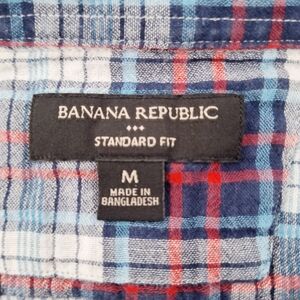 BANANA REPUBLIC
STANDARD FIT
M
MADE IN
BANGLADESH